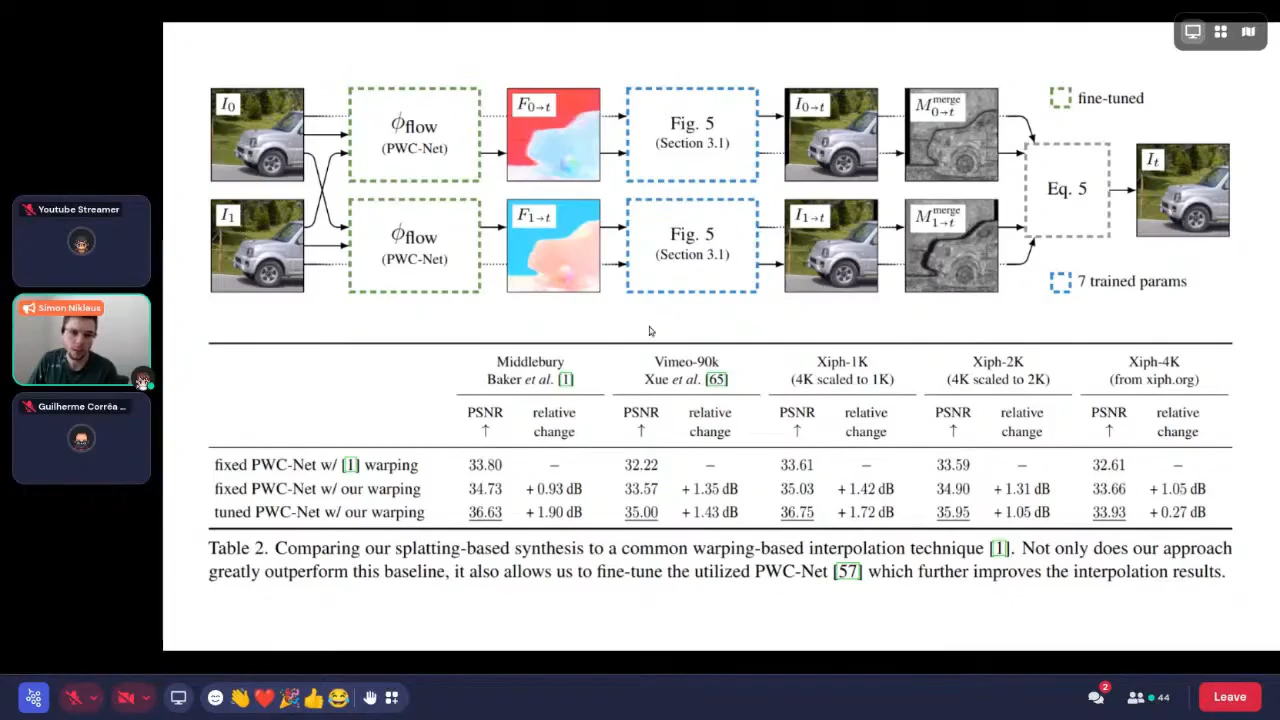 I0
ϕflow
(PWC-Net)
F0→t
Fig. 5
(Section 3.1)
I0→t
M0→t merge
fine-tuned
Eq. 5
It
I1
ϕflow
(PWC-Net)
F1→t
Fig. 5
(Section 3.1)
I1→t
M1→t merge
7 trained params
Youtube Streamer
Simon Niklaus
Guilherme Corrêa ...
Middlebury Vimeo-90k Xiph-1K Xiph-2K Xiph-4K
Baker et al. [1] Xue et al. [65] (4K scaled to 1K) (4K scaled to 2K) (from xiph.org)
PSNR relative PSNR relative PSNR relative PSNR relative PSNR relative
↑ change ↑ change ↑ change ↑ change ↑ change
fixed PWC-Net w/ [1] warping 33.80 – 32.22 – 33.61 – 33.59 – 32.61 –
fixed PWC-Net w/ our warping 34.73 + 0.93 dB 33.57 + 1.35 dB 35.03 + 1.42 dB 34.90 + 1.31 dB 33.66 + 1.05 dB
tuned PWC-Net w/ our warping 36.63 + 1.90 dB 35.00 + 1.43 dB 36.75 + 1.72 dB 35.95 + 1.05 dB 33.93 + 0.27 dB
Table 2. Comparing our splatting-based synthesis to a common warping-based interpolation technique [1]. Not only does our approach
greatly outperform this baseline, it also allows us to fine-tune the utilized PWC-Net [57] which further improves the interpolation results.
2
44
Leave